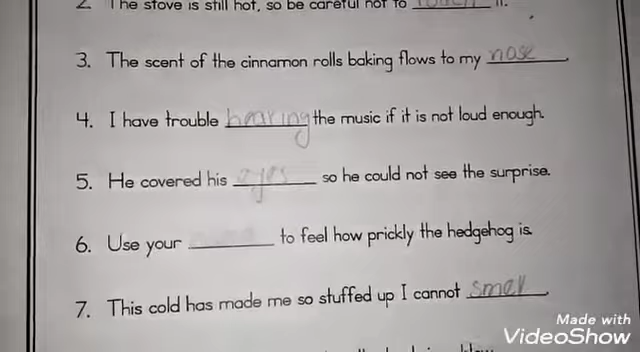 2. The stove is still hot, so be careful not to touch it.
3. The scent of the cinnamon rolls baking flows to my nose.
4. I have trouble hearing the music if it is not loud enough.
5. He covered his eyes so he could not see the surprise.
6. Use your ______ to feel how prickly the hedgehog is.
7. This cold has made me so stuffed up I cannot smell.
Made with
VideoShow